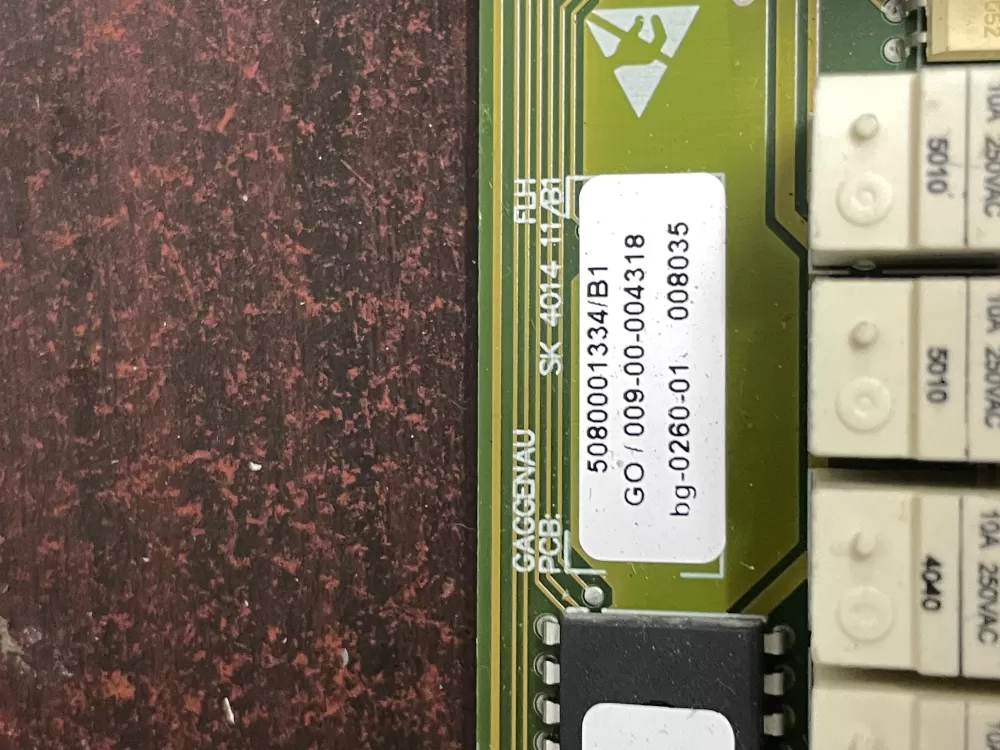 GAGGENAU FLH
PCB: SK 4014 11/B1
5080001334/B1
GO / 009-00-004318
bg-0260-01 008035
5010
10A 250VAC
5010
10A 250VAC
4040
10A 250VAC